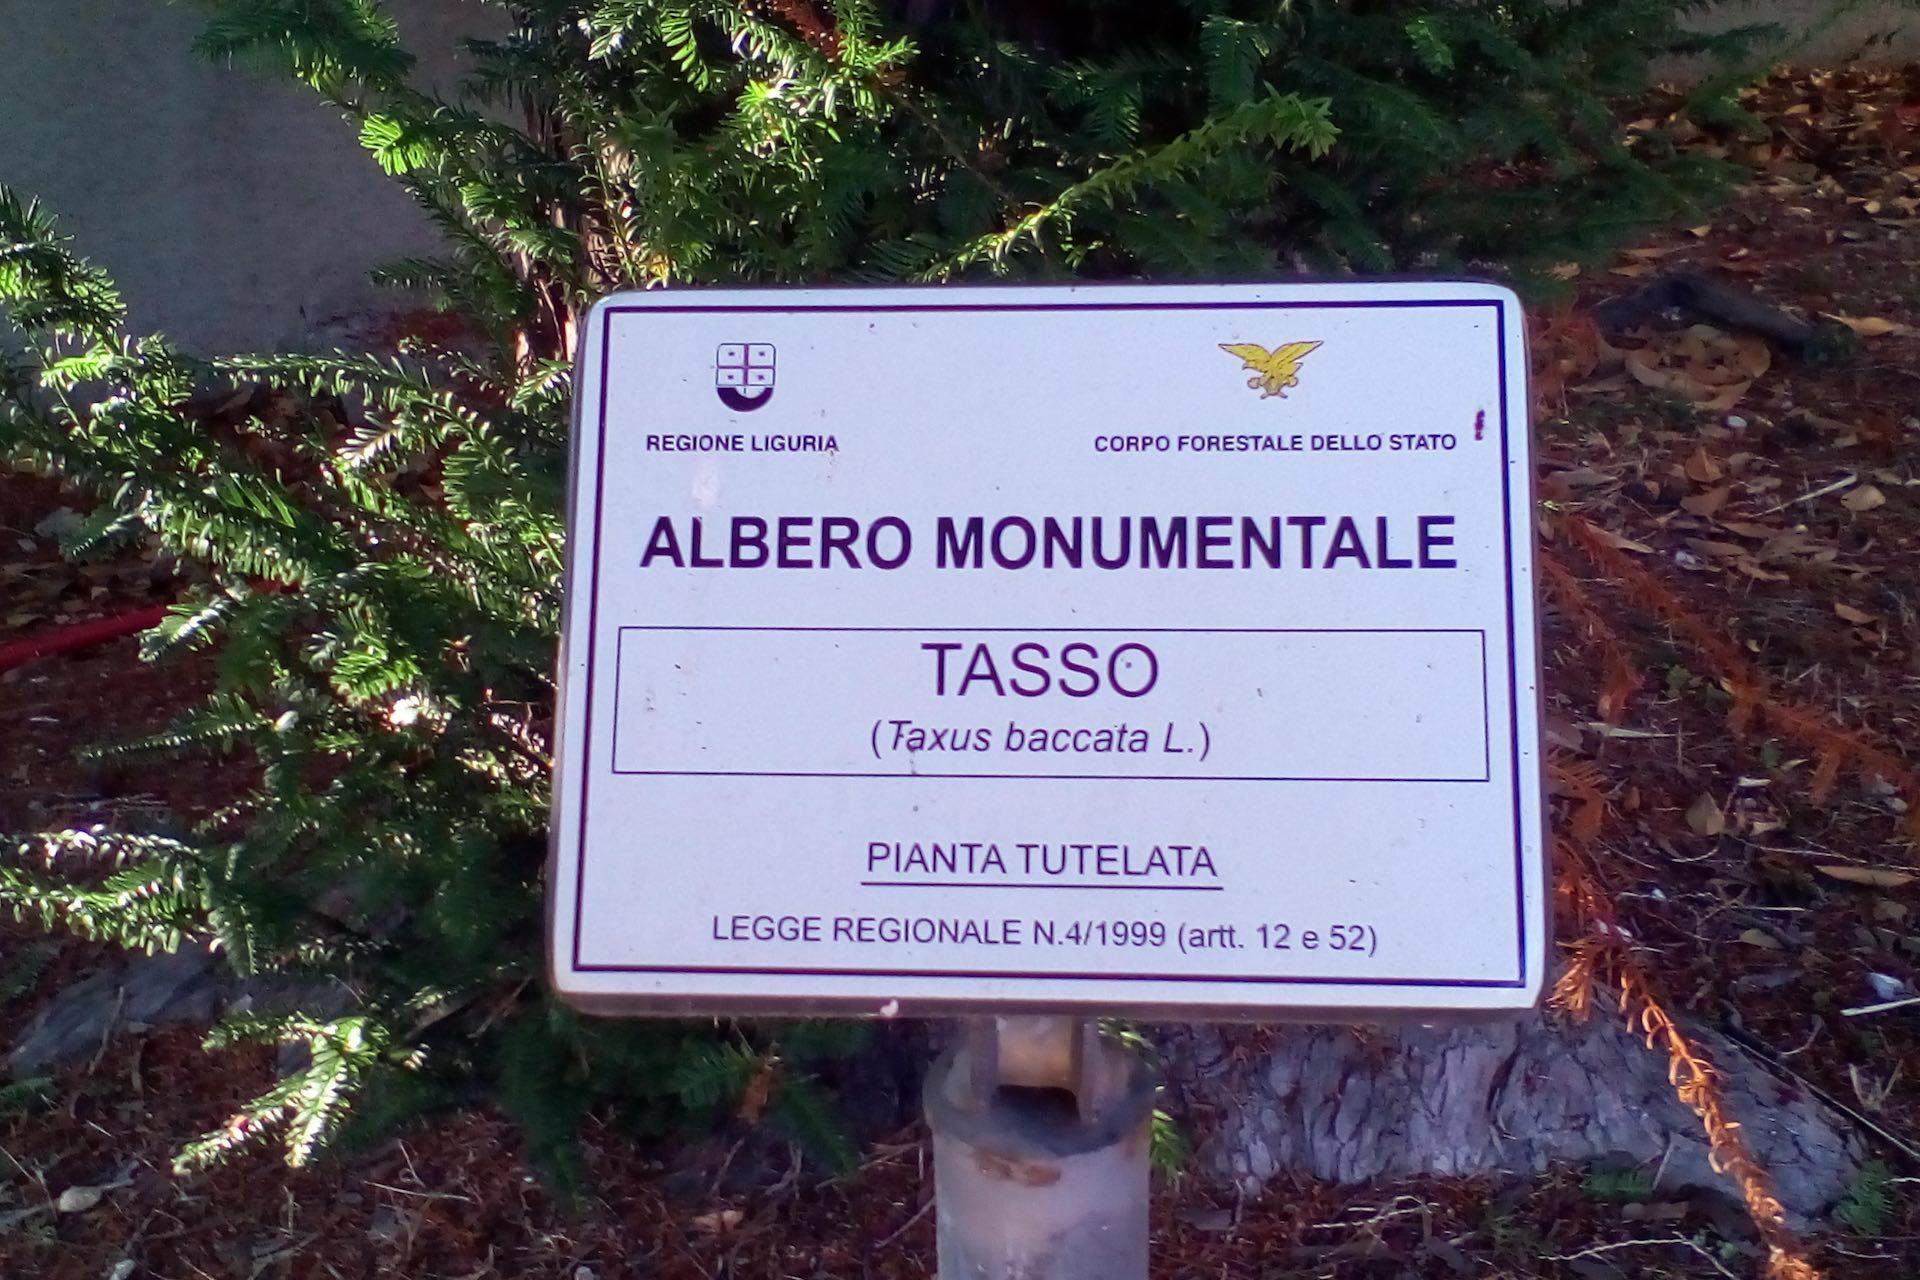 REGIONE LIGURIA
CORPO FORESTALE DELLO STATO
ALBERO MONUMENTALE
TASSO
(Taxus baccata L.)
PIANTA TUTELATA
LEGGE REGIONALE N.4/1999 (artt. 12 e 52)